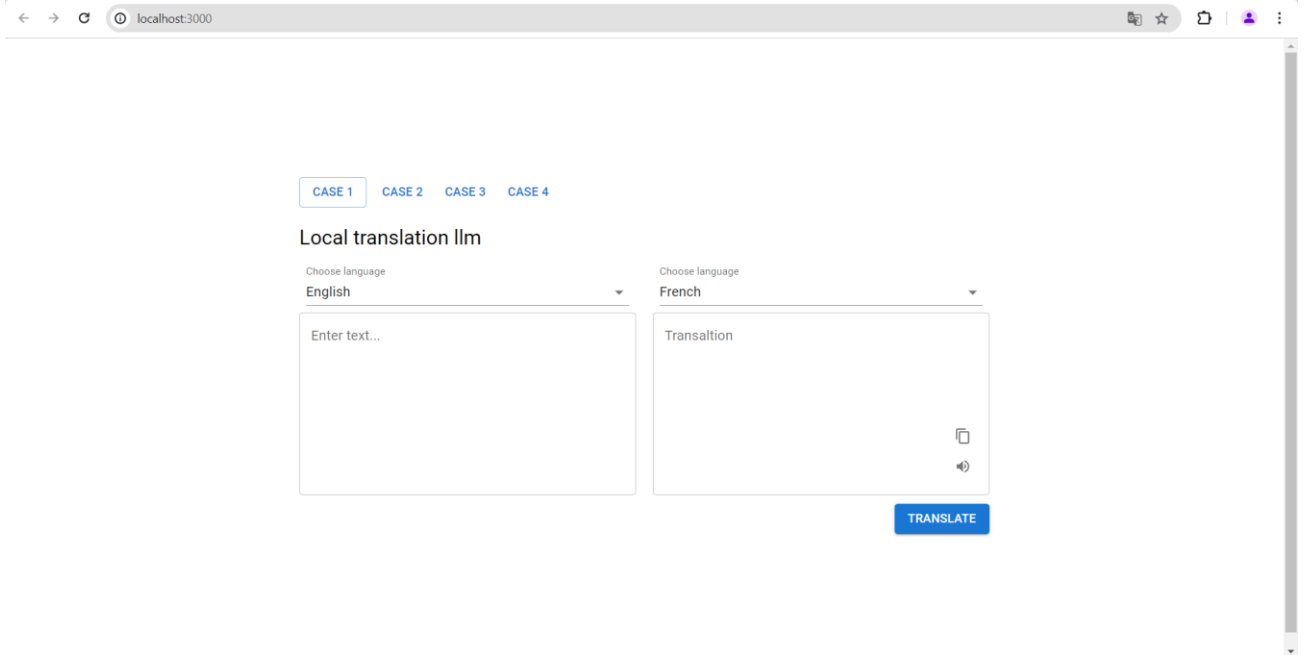 localhost:3000
CASE 1 CASE 2 CASE 3 CASE 4
Local translation llm
Choose language Choose language
English French
Enter text... Transaltion
TRANSLATE